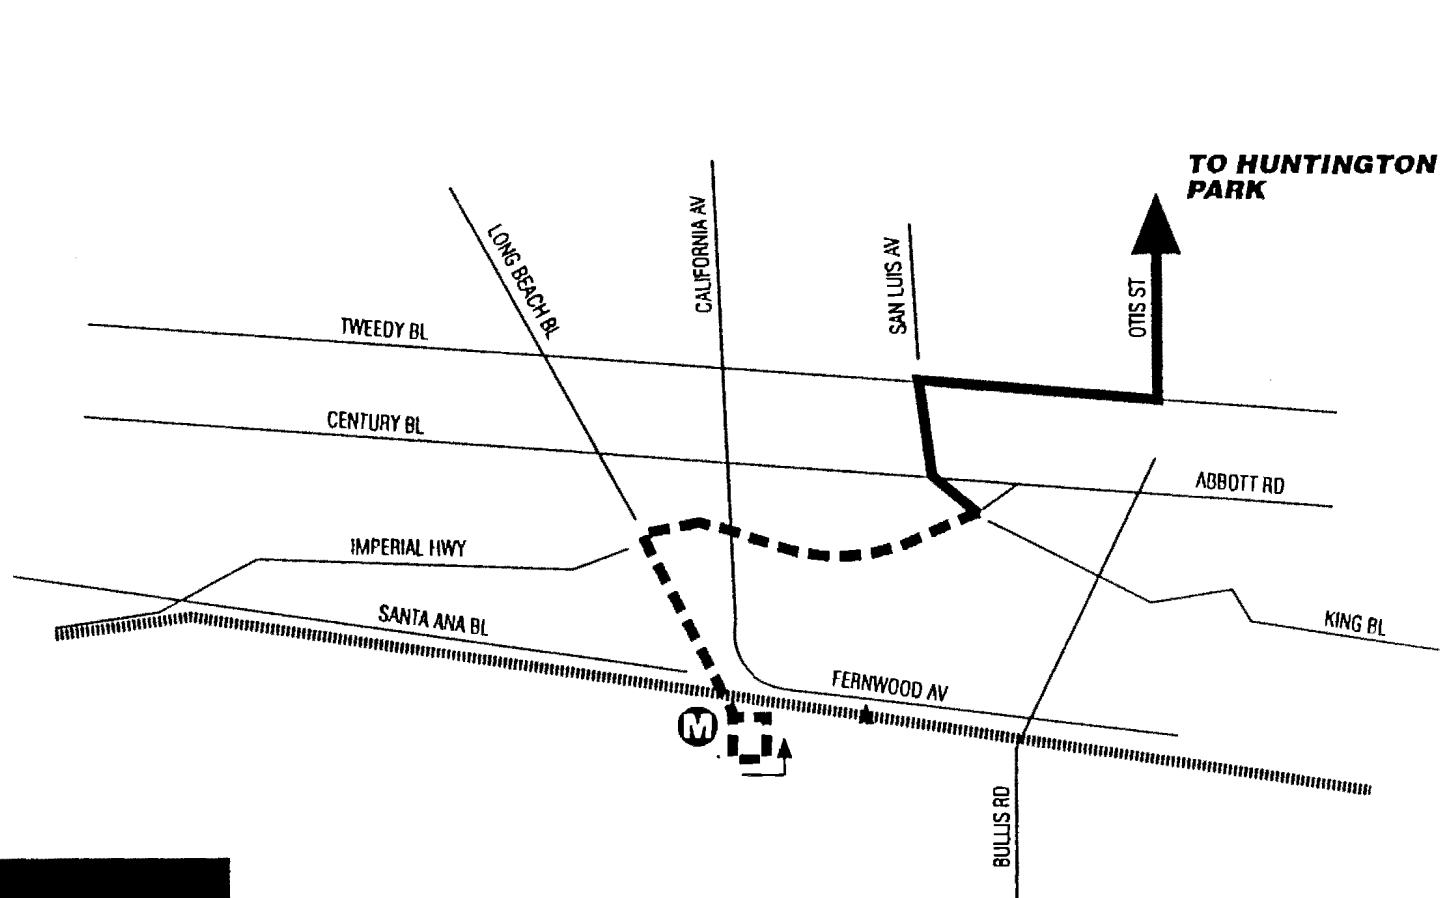 TO HUNTINGTON
PARK
LONG BEACH BL
CALIFORNIA AV
SAN LUIS AV
OTIS ST
TWEEDY BL
CENTURY BL
ABBOTT RD
IMPERIAL HWY
SANTA ANA BL
KING BL
FERNWOOD AV
M
BULLIS RD